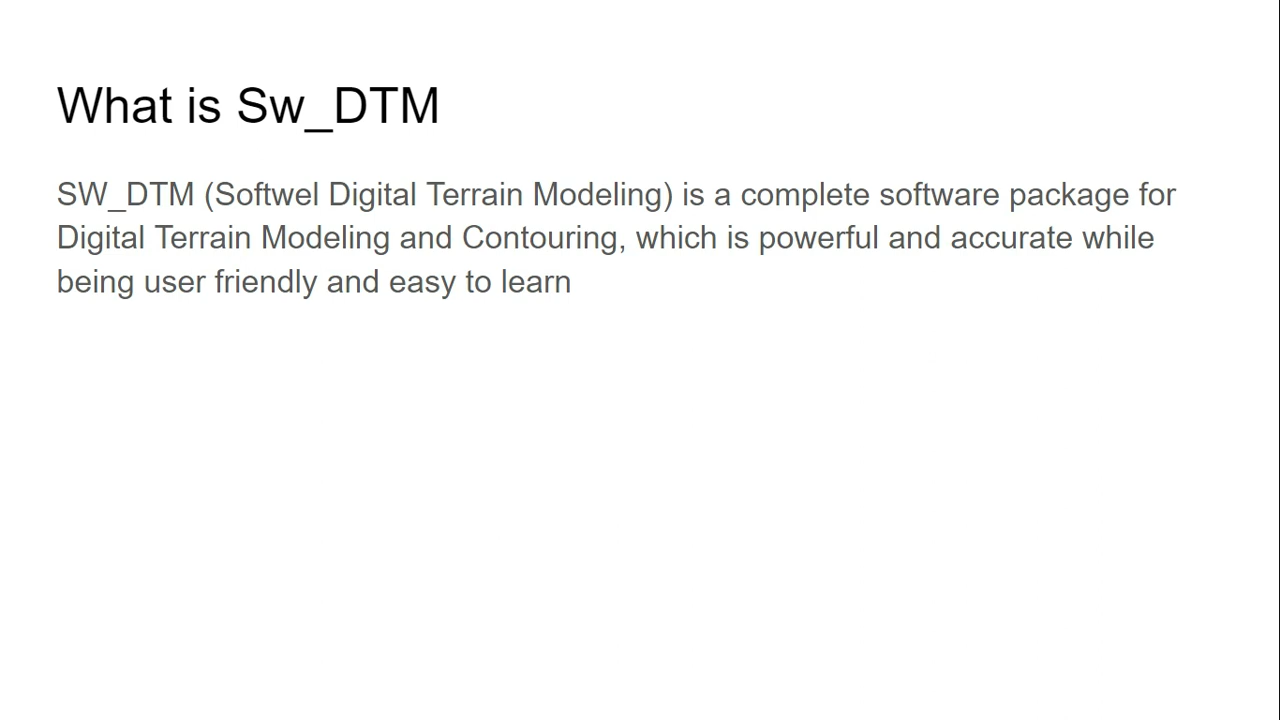 What is Sw_DTM
SW_DTM (Softwel Digital Terrain Modeling) is a complete software package for
Digital Terrain Modeling and Contouring, which is powerful and accurate while
being user friendly and easy to learn